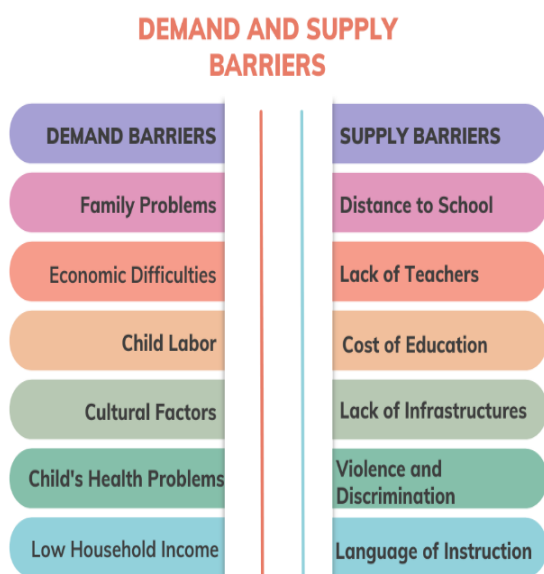 DEMAND AND SUPPLY
BARRIERS
DEMAND BARRIERS
SUPPLY BARRIERS
Family Problems
Distance to School
Economic Difficulties
Lack of Teachers
Child Labor
Cost of Education
Cultural Factors
Lack of Infrastructures
Child's Health Problems
Violence and
Discrimination
Low Household Income
Language of Instruction